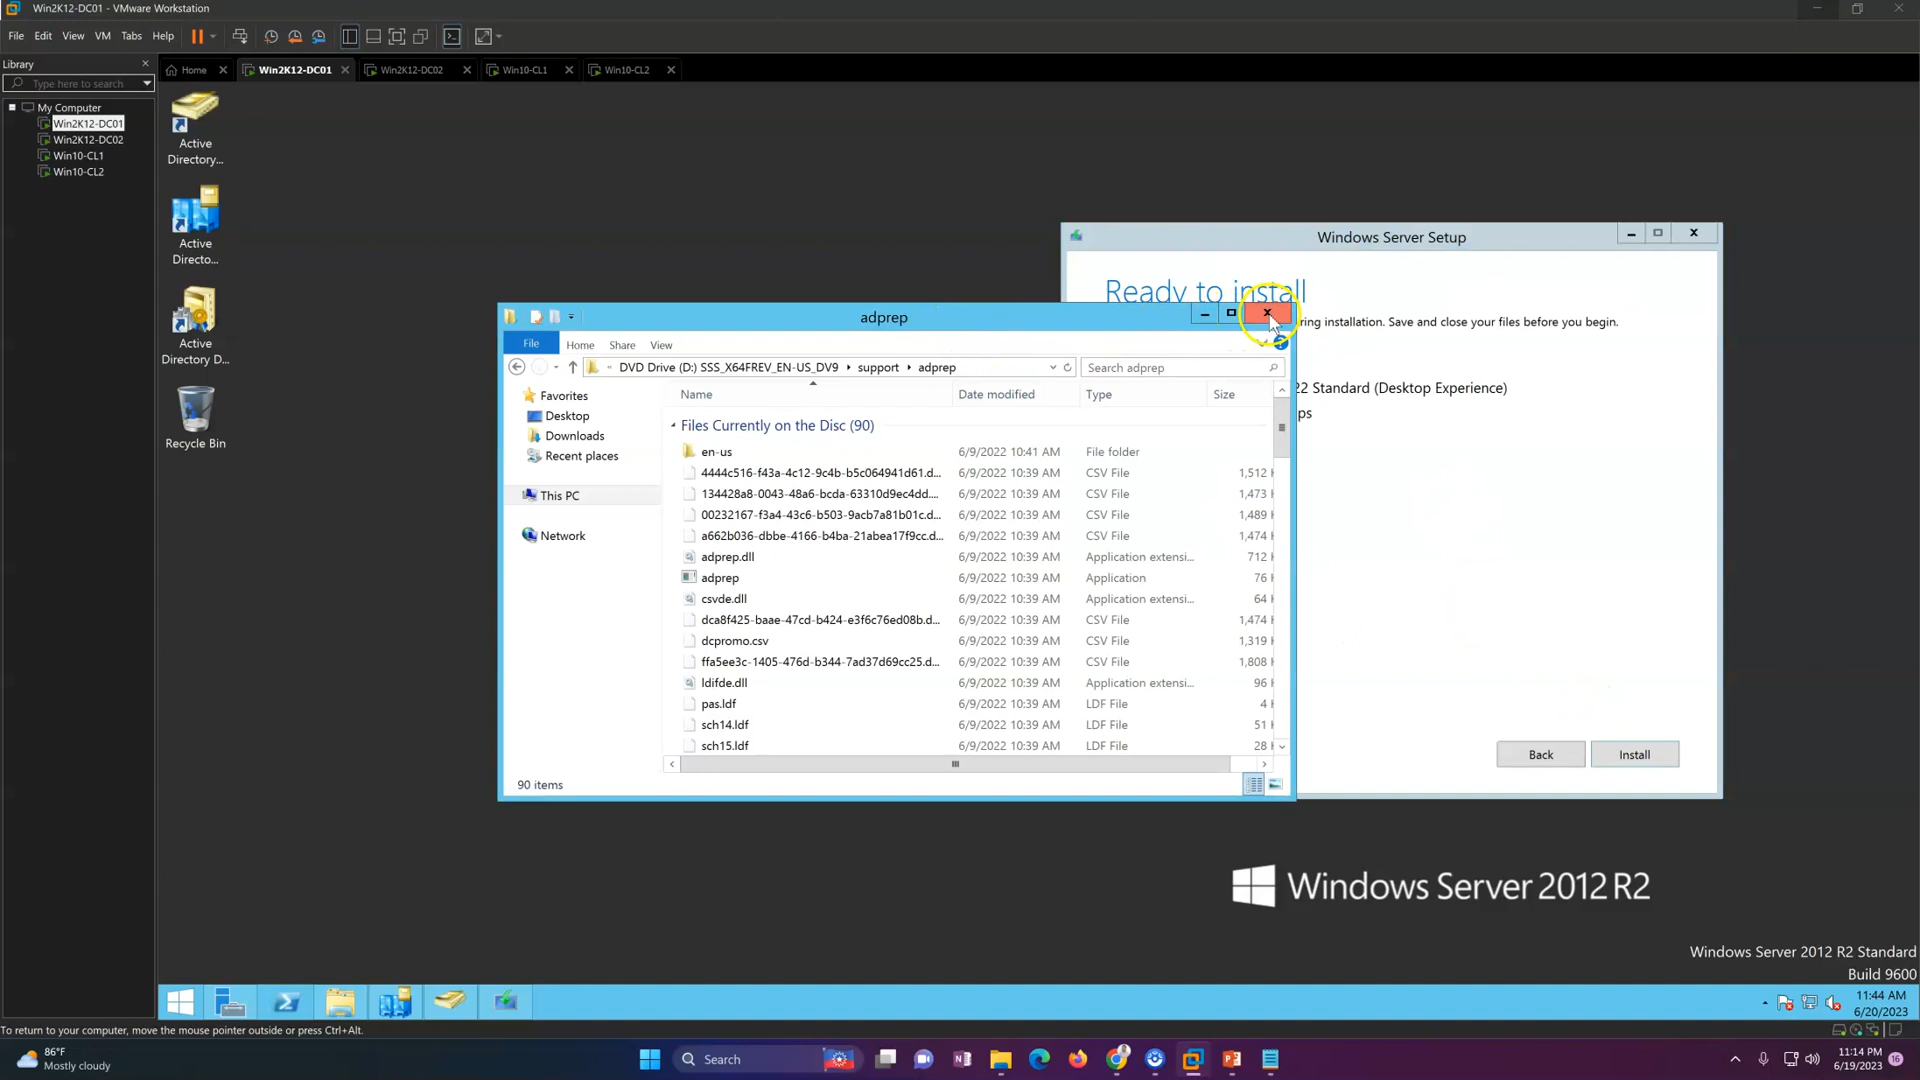 Win2K12-DC01 - VMware Workstation
File Edit View VM Tabs Help
Library
Type here to search
My Computer
Win2K12-DC01
Win2K12-DC02
Win10-CL1
Win10-CL2
Home Win2K12-DC01 Win2K12-DC02 Win10-CL1 Win10-CL2
Active
Directory...
Active
Directo...
Active
Directory D...
Recycle Bin
Windows Server Setup
Ready to install
ring installation. Save and close your files before you begin.
2 Standard (Desktop Experience)
ps
Back Install
adprep
File Home Share View
« DVD Drive (D:) SSS_X64FREV_EN-US_DV9 support adprep
Search adprep
Favorites
Desktop
Downloads
Recent places
This PC
Network
Name Date modified Type Size
Files Currently on the Disc (90)
en-us 6/9/2022 10:41 AM File folder
4444c516-f43a-4c12-9c4b-b5c064941d61.d... 6/9/2022 10:39 AM CSV File 1,512 K
134428a8-0043-48a6-bcda-63310d9ec4dd.... 6/9/2022 10:39 AM CSV File 1,473 K
00232167-f3a4-43c6-b503-9acb7a81b01c.d... 6/9/2022 10:39 AM CSV File 1,489 K
a662b036-dbbe-4166-b4ba-21abea17f9cc.d... 6/9/2022 10:39 AM CSV File 1,474 K
adprep.dll 6/9/2022 10:39 AM Application extensi... 712 K
adprep 6/9/2022 10:39 AM Application 76 K
csvde.dll 6/9/2022 10:39 AM Application extensi... 64 K
dca8f425-baae-47cd-b424-e3f6c76ed08b.d... 6/9/2022 10:39 AM CSV File 1,474 K
dcpromo.csv 6/9/2022 10:39 AM CSV File 1,319 K
ffa5ee3c-1405-476d-b344-7ad37d69cc25.d... 6/9/2022 10:39 AM CSV File 1,808 K
ldifde.dll 6/9/2022 10:39 AM Application extensi... 96 K
pas.ldf 6/9/2022 10:39 AM LDF File 4 K
sch14.ldf 6/9/2022 10:39 AM LDF File 51 K
sch15.ldf 6/9/2022 10:39 AM LDF File 28 K
90 items
Windows Server 2012 R2
Windows Server 2012 R2 Standard
Build 9600
11:44 AM
6/20/2023
To return to your computer, move the mouse pointer outside or press Ctrl+Alt.
86°F
Mostly cloudy
Search
11:14 PM
6/19/2023
16